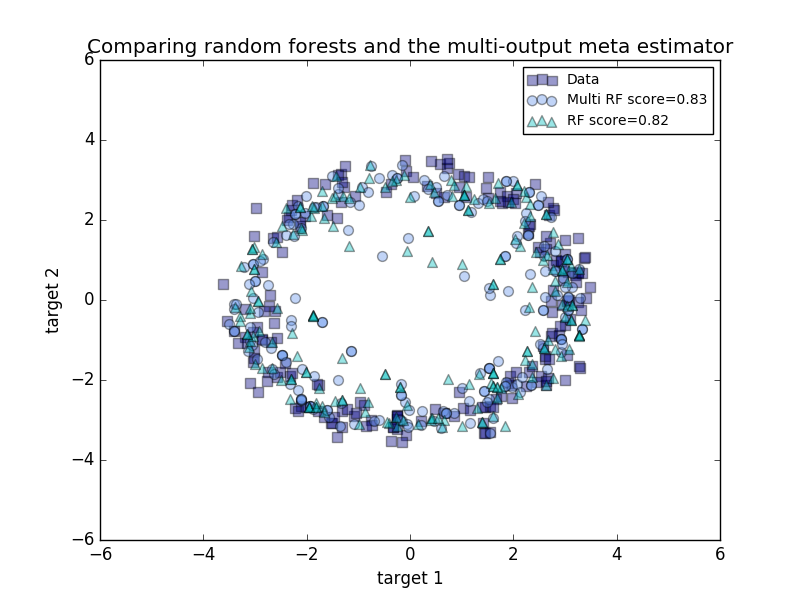 Comparing random forests and the multi-output meta estimator
Data
Multi RF score=0.83
RF score=0.82
6
4
2
0
−2
−4
−6
target 2
−6 −4 −2 0 2 4 6
target 1